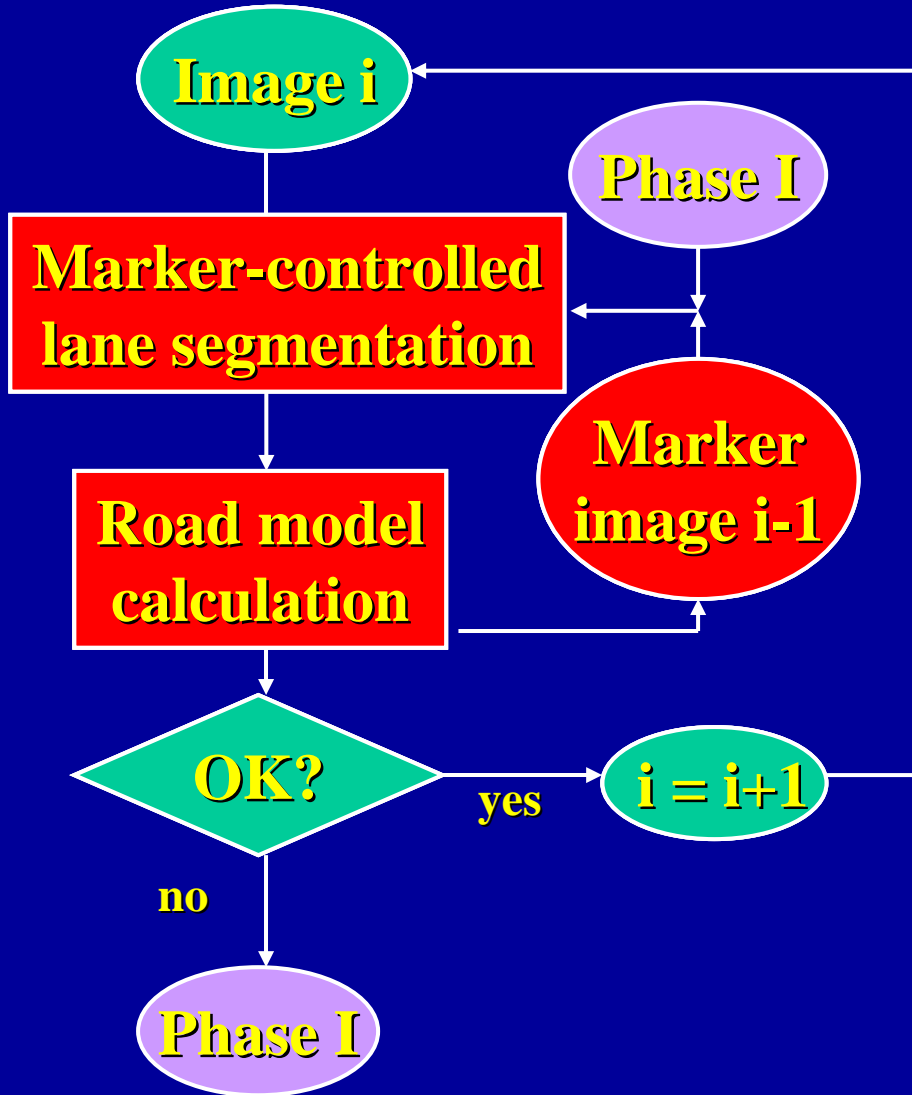 Image i
Phase I
Marker-controlled
lane segmentation
Marker
image i-1
Road model
calculation
OK?
yes
i = i+1
no
Phase I